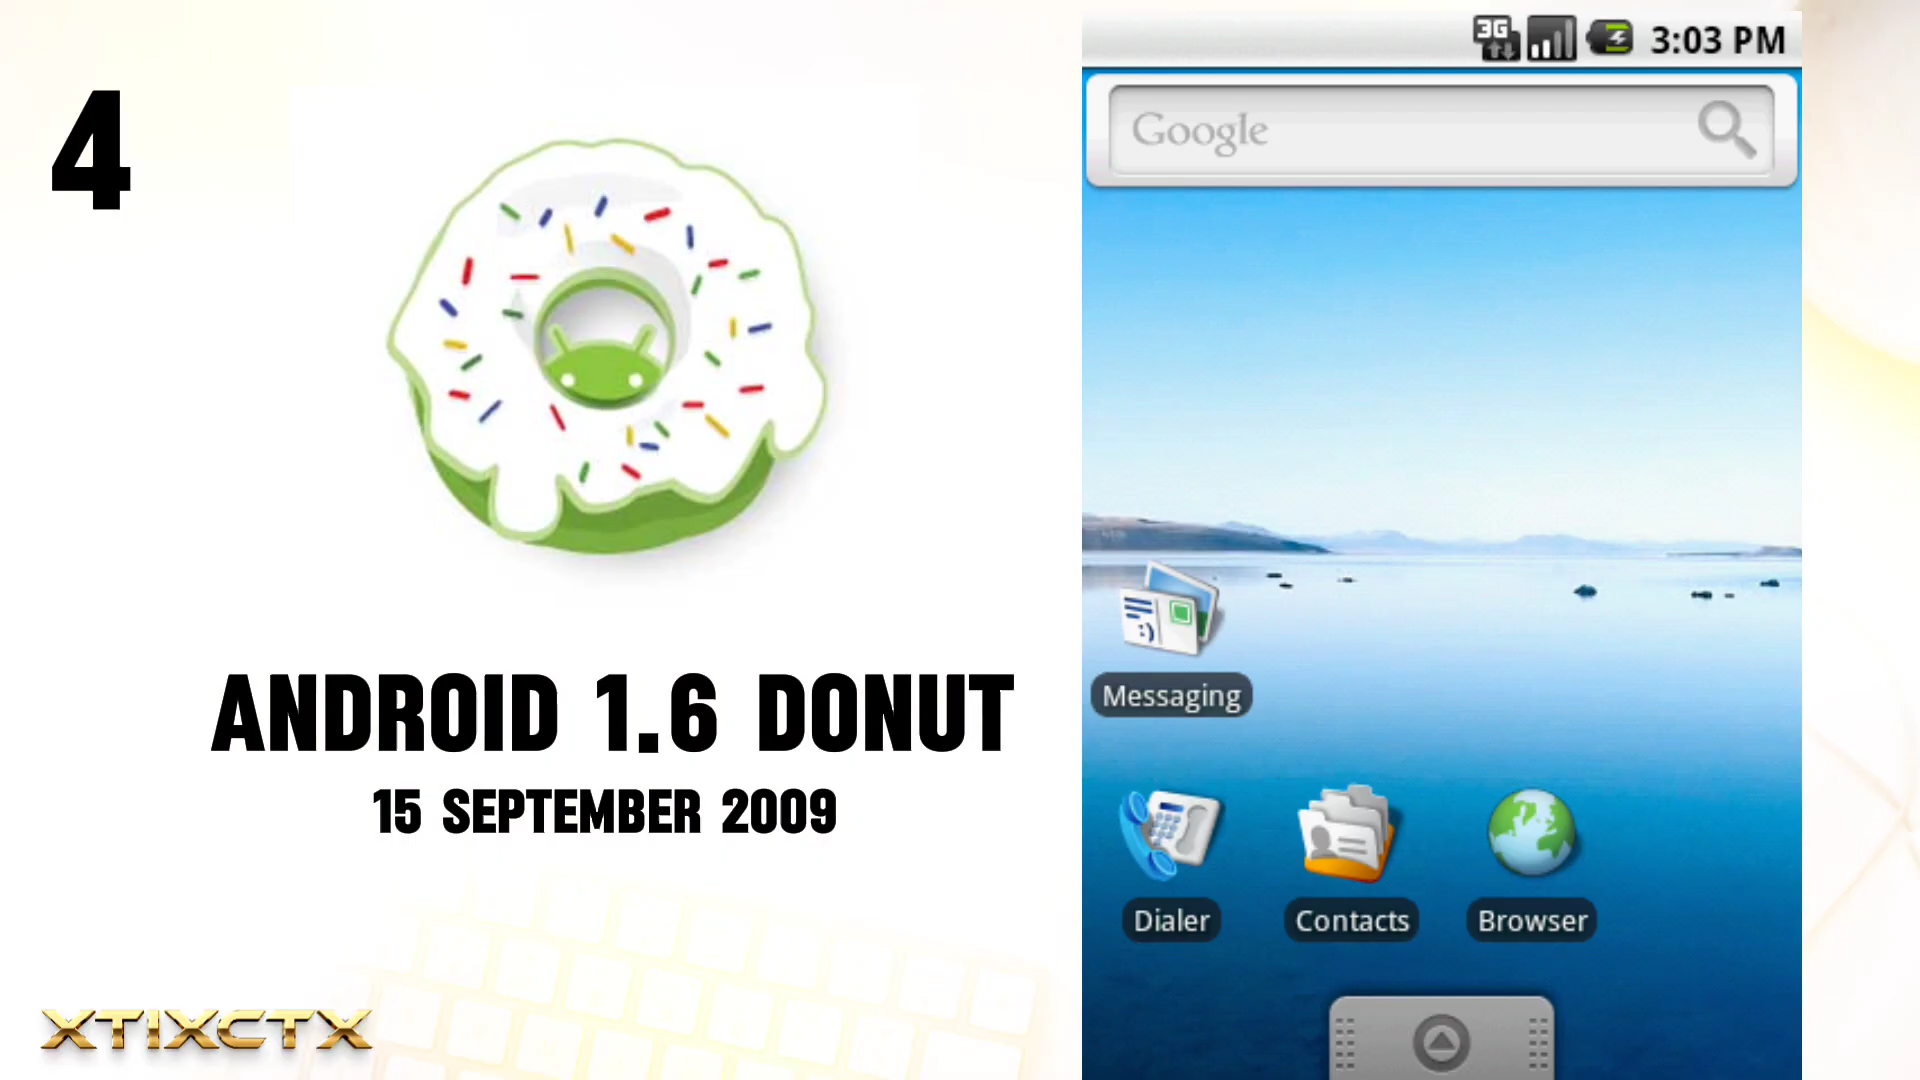 4
ANDROID 1.6 DONUT
15 SEPTEMBER 2009
XTIXCTX
3G
3:03 PM
Google
Messaging
Dialer
Contacts
Browser